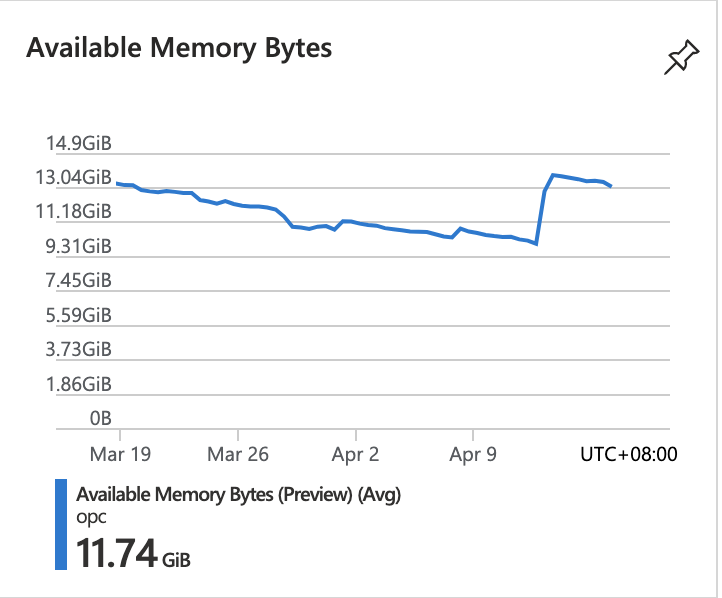 Available Memory Bytes
14.9GiB
13.04GiB
11.18GiB
9.31GiB
7.45GiB
5.59GiB
3.73GiB
1.86GiB
0B
Mar 19 Mar 26 Apr 2 Apr 9 UTC+08:00
Available Memory Bytes (Preview) (Avg)
opc
11.74 GiB